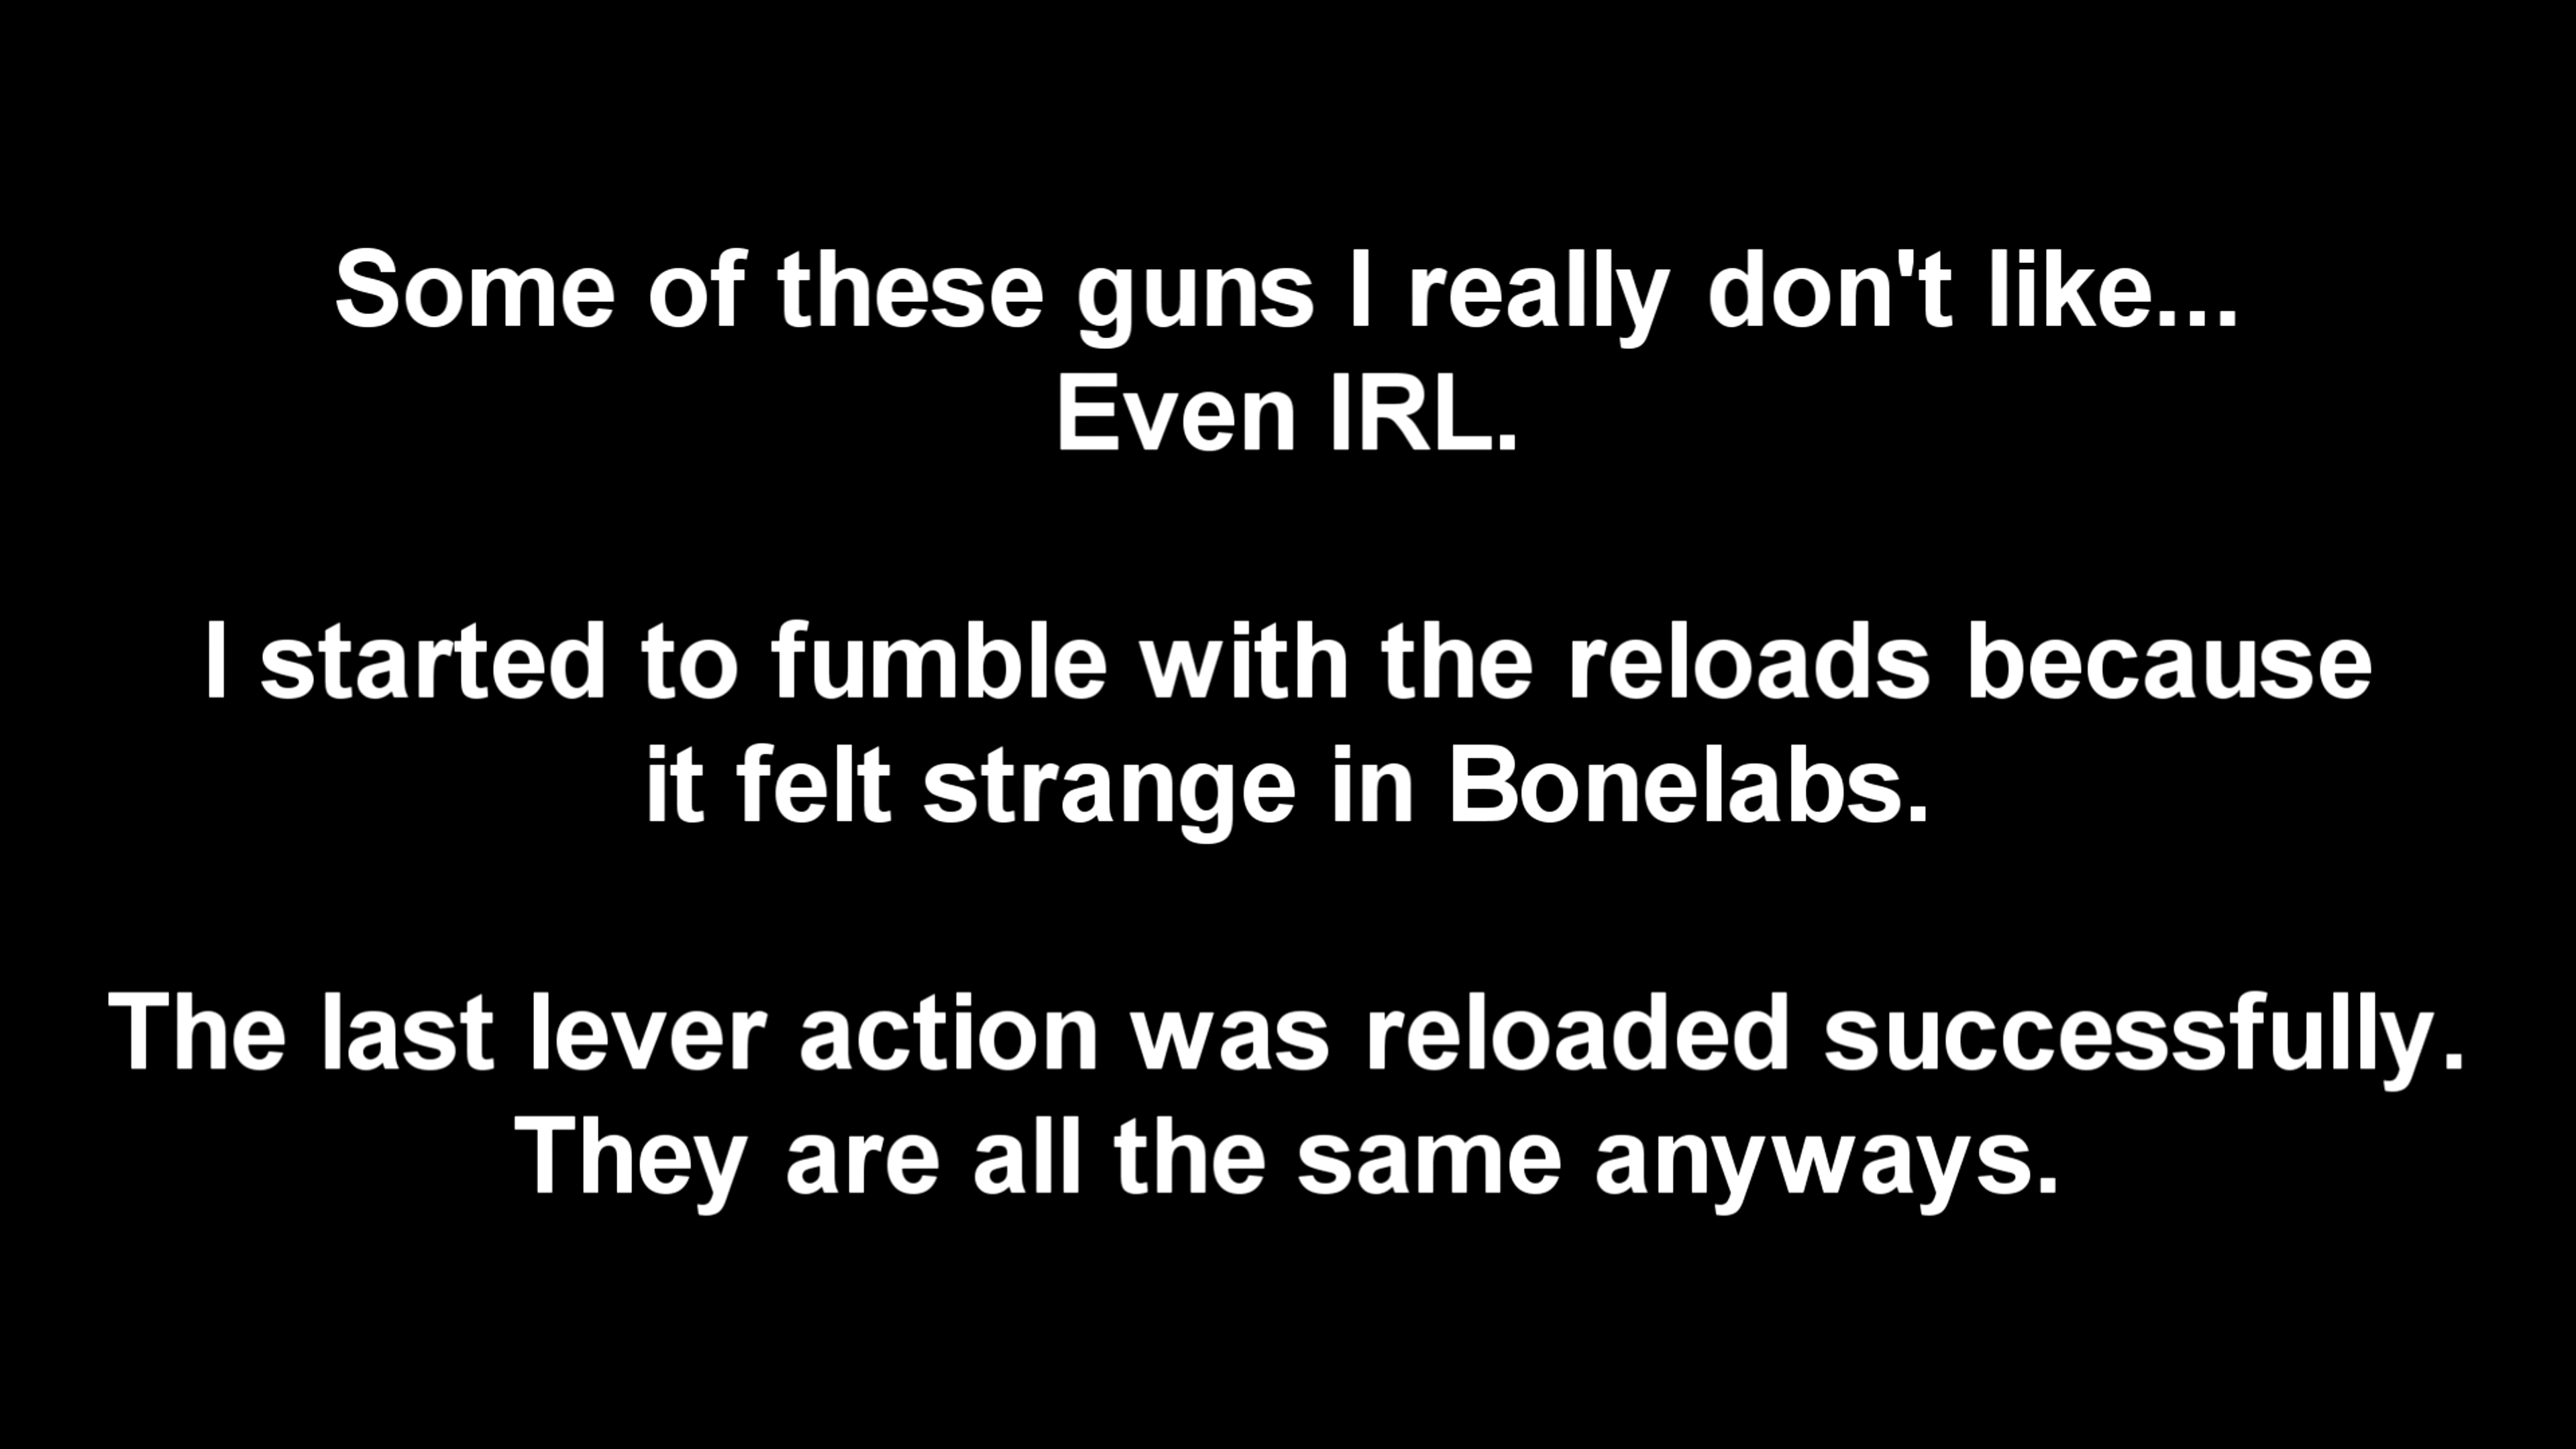 Some of these guns I really don't like...
Even IRL.
I started to fumble with the reloads because
it felt strange in Bonelabs.
The last lever action was reloaded successfully.
They are all the same anyways.